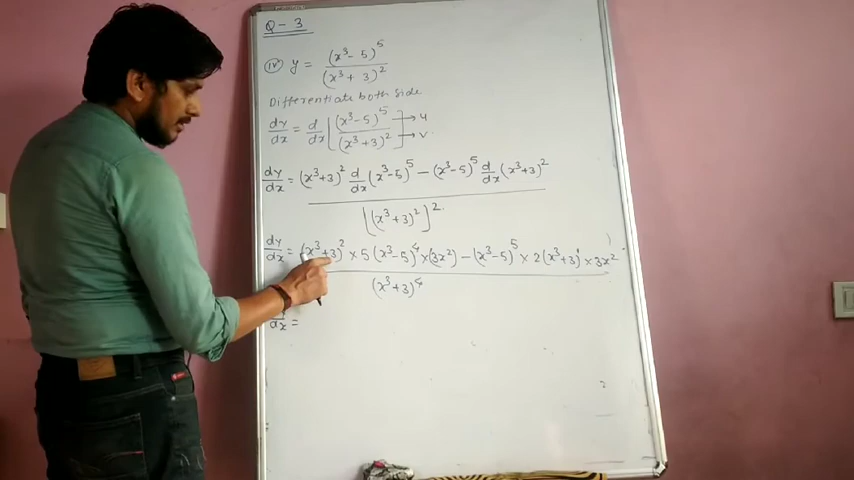 Q - 3
(iv) y = (x³- 5)⁵ / (x³+ 3)²
Differentiate both side
dy/dx = d/dx [(x³-5)⁵ / (x³+3)²] → u → v
dy/dx = (x³+3)² d/dx (x³-5)⁵ - (x³-5)⁵ d/dx (x³+3)² / [(x³+3)²]²
dy/dx = (x³+3)² × 5 (x³-5)⁴ × (3x²) - (x³-5)⁵ × 2 (x³+3)¹ × 3x² / (x³+3)⁴
dy/dx =